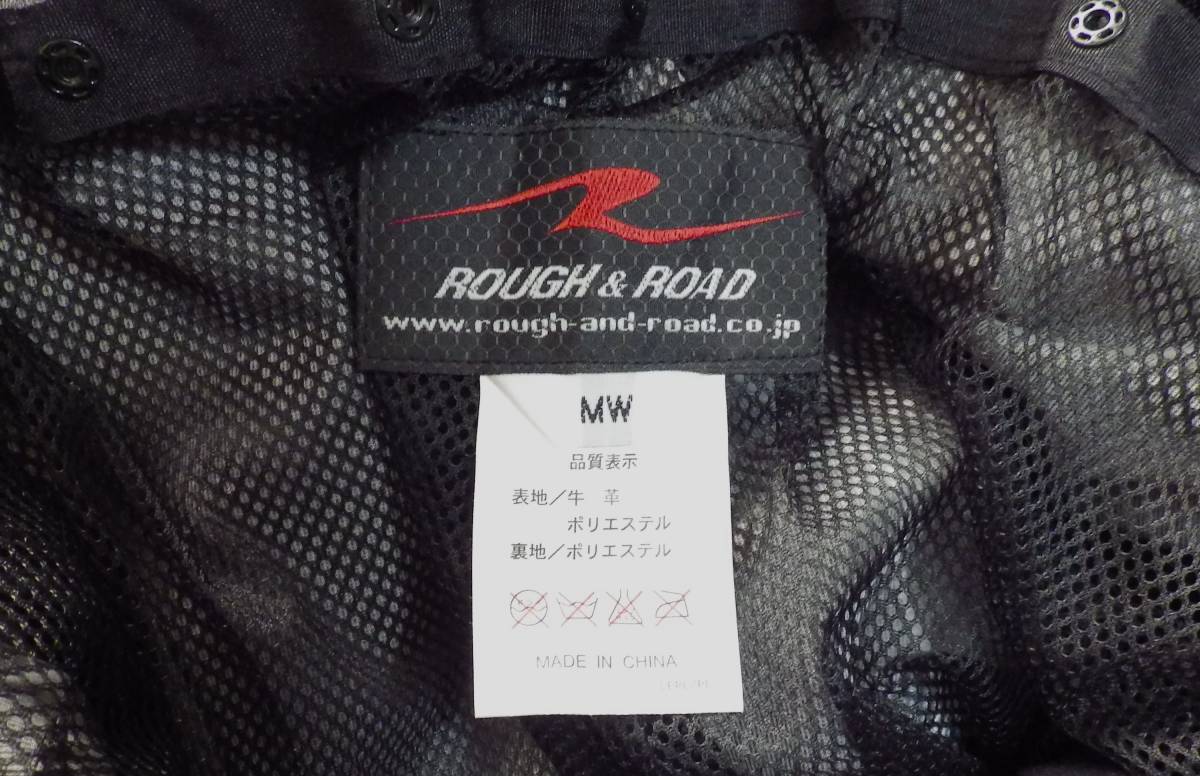 ROUGH & ROAD
www.rough-and-road.co.jp
MW
品質表示
表地／牛 革
ポリエステル
裏地／ポリエステル
MADE IN CHINA